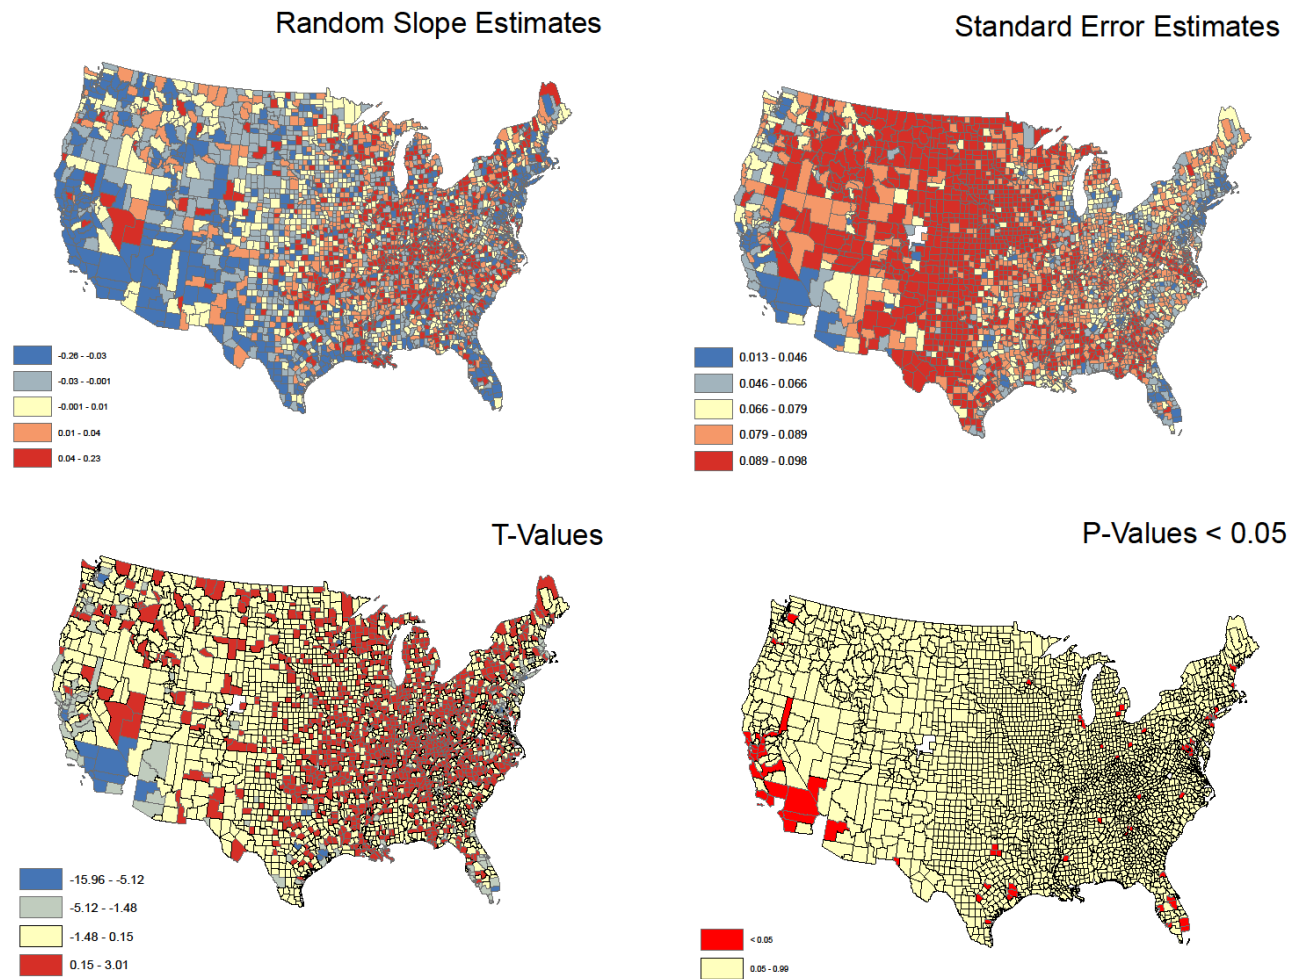 Random Slope Estimates
Standard Error Estimates
-0.26 - -0.03
-0.03 - -0.001
-0.001 - 0.01
0.01 - 0.04
0.04 - 0.23
0.013 - 0.046
0.046 - 0.066
0.066 - 0.079
0.079 - 0.089
0.089 - 0.098
T-Values
P-Values < 0.05
-15.96 - -5.12
-5.12 - -1.48
-1.48 - 0.15
0.15 - 3.01
< 0.05
0.05 - 0.99